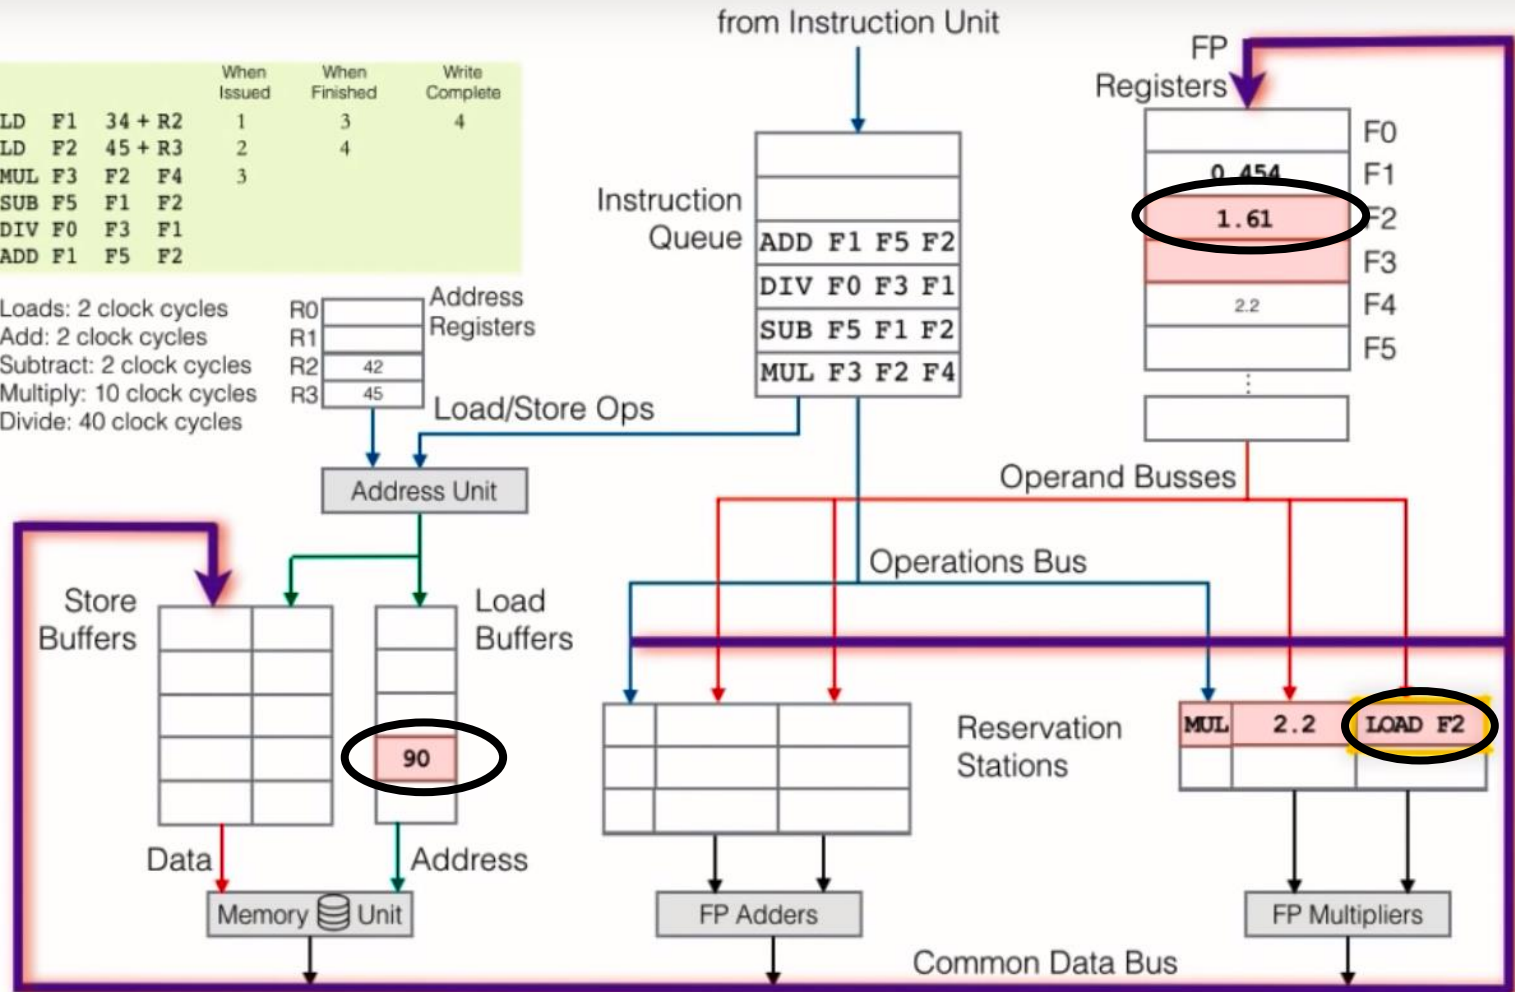 from Instruction Unit
When Issued When Finished Write Complete
LD F1 34 + R2 1 3 4
LD F2 45 + R3 2 4
MUL F3 F2 F4 3
SUB F5 F1 F2
DIV F0 F3 F1
ADD F1 F5 F2
Loads: 2 clock cycles
Add: 2 clock cycles
Subtract: 2 clock cycles
Multiply: 10 clock cycles
Divide: 40 clock cycles
R0
R1
R2 42
R3 45
Address
Registers
Instruction
Queue
ADD F1 F5 F2
DIV F0 F3 F1
SUB F5 F1 F2
MUL F3 F2 F4
FP
Registers
F0
0.454 F1
1.61 F2
F3
2.2 F4
F5
Load/Store Ops
Address Unit
Operand Busses
Operations Bus
Store
Buffers
Load
Buffers
90
Reservation
Stations
MUL 2.2 LOAD F2
Data
Address
Memory Unit
FP Adders
FP Multipliers
Common Data Bus